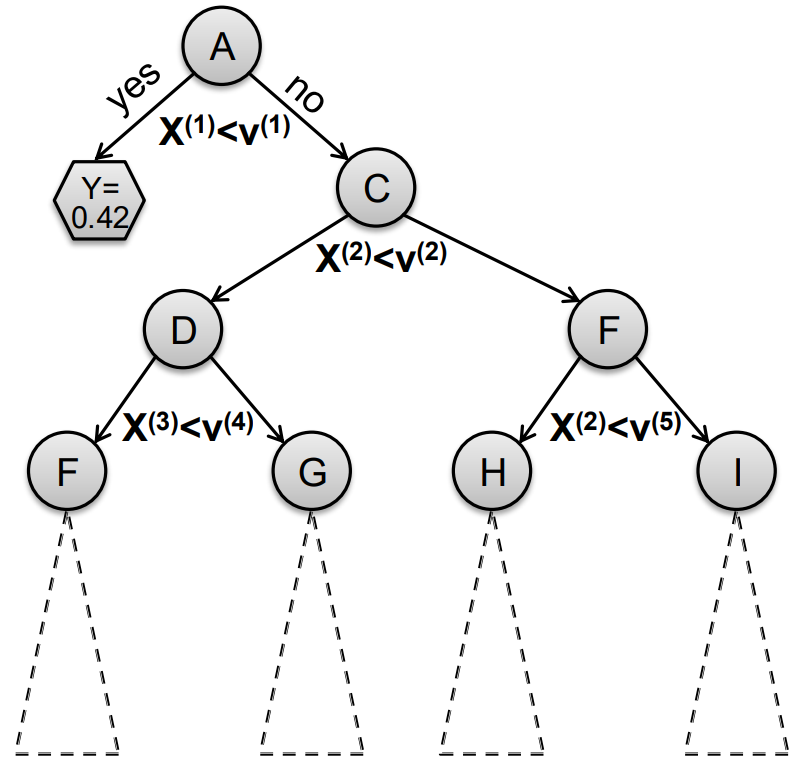 A
yes
no
X(1)<v(1)
Y=
0.42
C
X(2)<v(2)
D
F
X(3)<v(4)
X(2)<v(5)
F
G
H
I